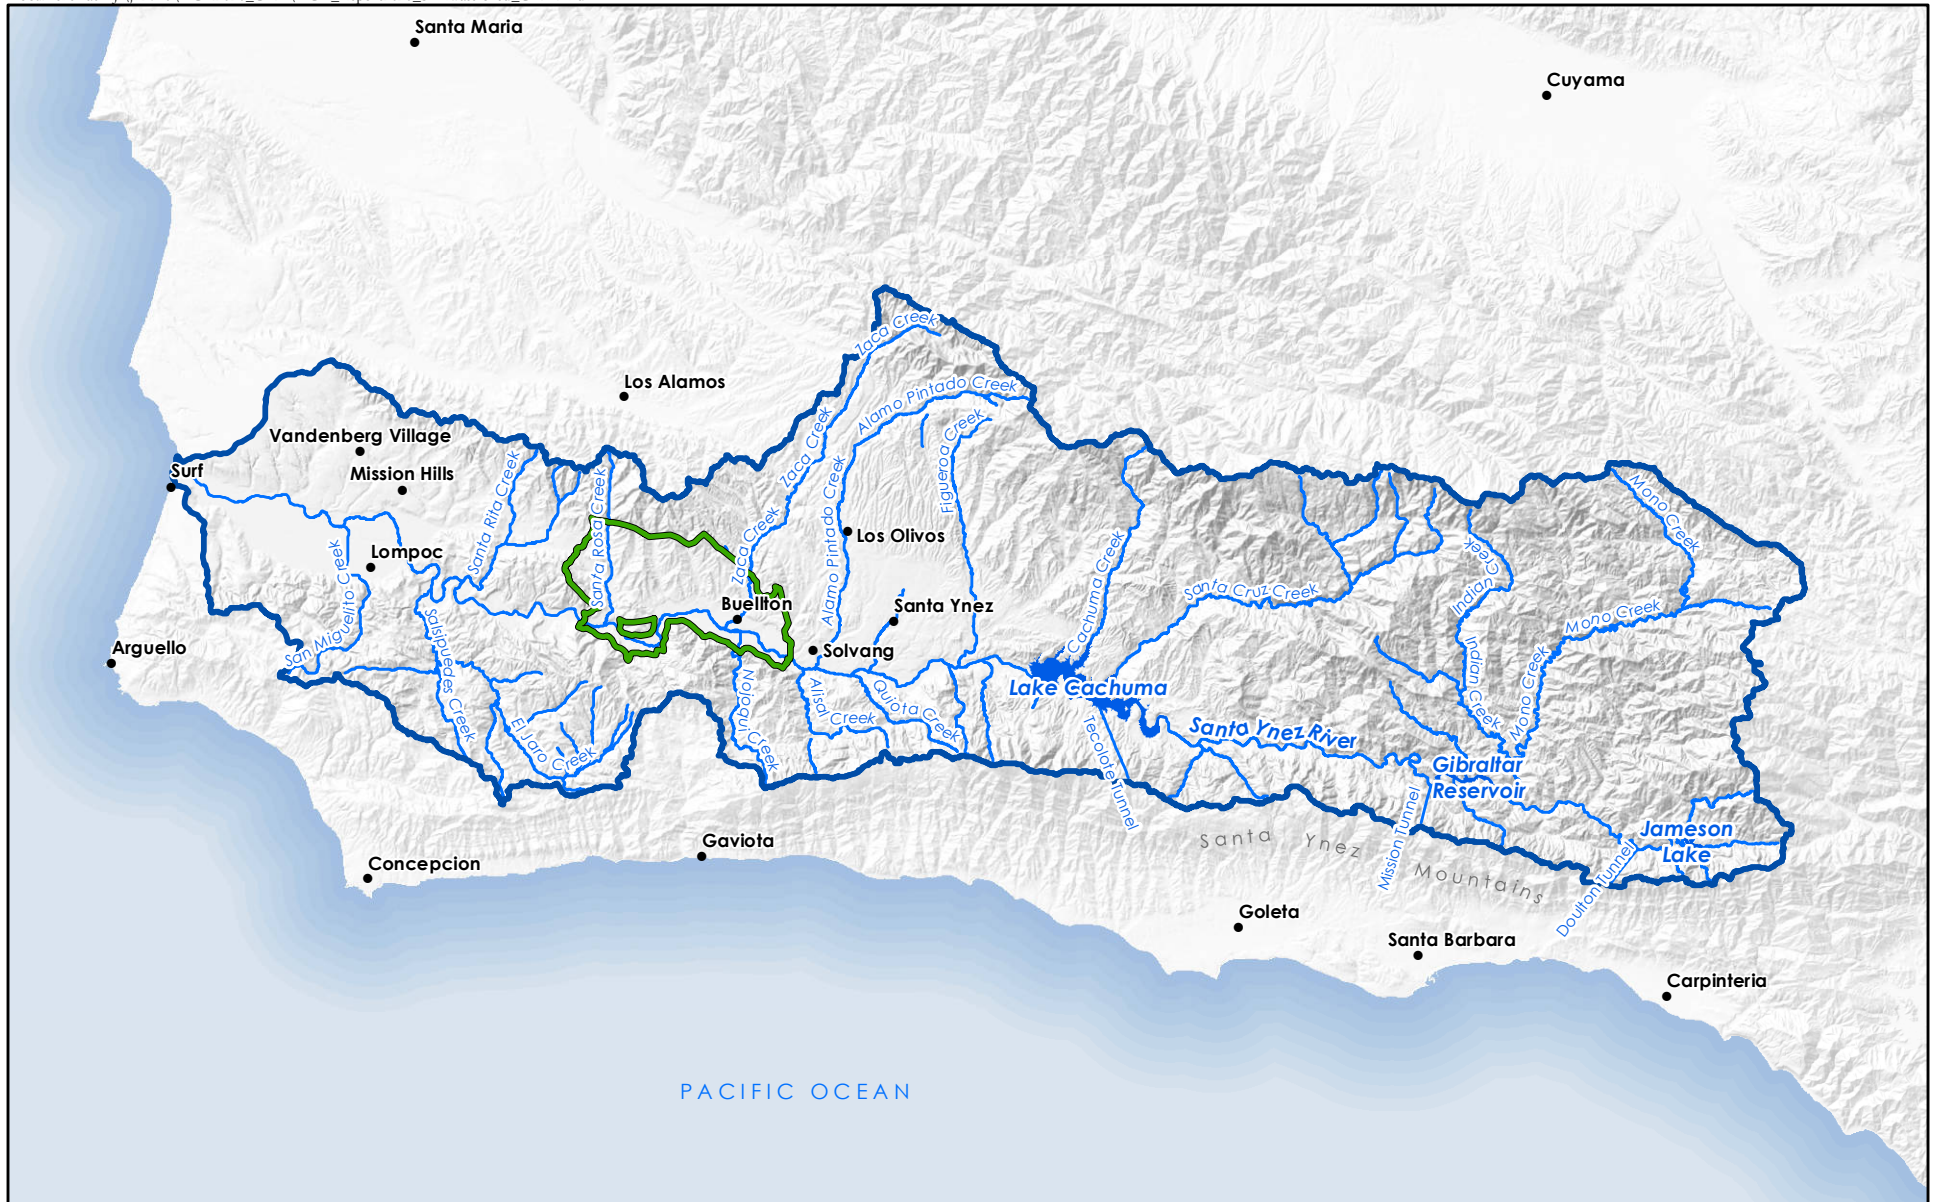 Santa Maria
Cuyama
Zaca Creek
Los Alamos
Alamo Pintado Creek
Zaca Creek
Figueroa Creek
Vandenberg Village
Surf
Mission Hills
Santa Rita Creek
Santa Rosa Creek
Zaca Creek
Alamo Pintado Creek
Los Olivos
Mono Creek
Indian Creek
Lompoc
San Miguelito Creek
Salsipuedes Creek
Buellton
Santa Ynez
Cachuma Creek
Santa Cruz Creek
Mono Creek
Arguello
Solvang
Lake Cachuma
Indian Creek
Mono Creek
El Jaro
Creek
Nojoqui
Creek
Alisal
Creek
Quiota Creek
Tecolote Tunnel
Santa Ynez River
Gibraltar
Reservoir
Mission Tunnel
Jameson
Lake
Doulton Tunnel
Santa Ynez
Mountains
Gaviota
Concepcion
Goleta
Santa Barbara
Carpinteria
PACIFIC OCEAN